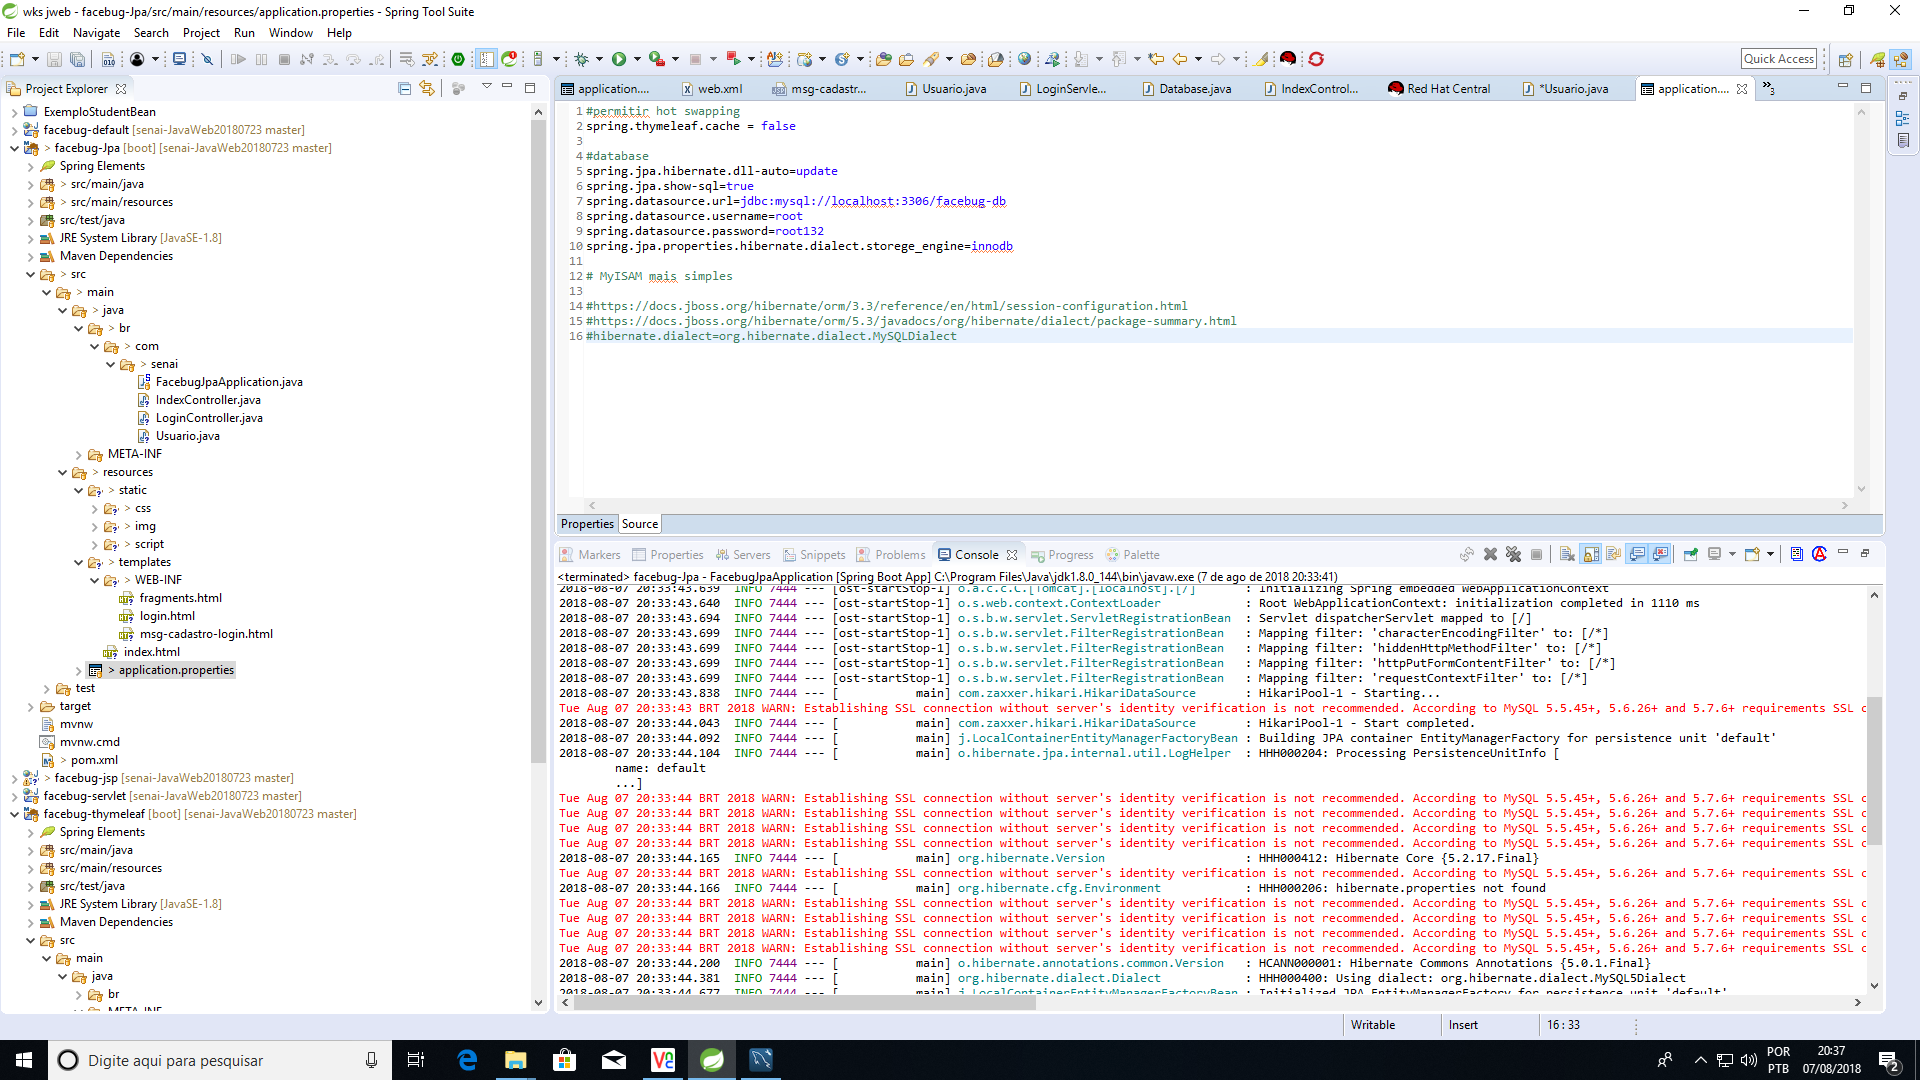 wks jweb - facebug-Jpa/src/main/resources/application.properties - Spring Tool Suite
File Edit Navigate Search Project Run Window Help
Quick Access
Project Explorer
ExemploStudentBean
facebug-default [senai-JavaWeb20180723 master]
> facebug-Jpa [boot] [senai-JavaWeb20180723 master]
Spring Elements
> src/main/java
> src/main/resources
src/test/java
JRE System Library [JavaSE-1.8]
Maven Dependencies
> src
> main
> java
> br
> com
> senai
FacebugJpaApplication.java
IndexController.java
LoginController.java
Usuario.java
META-INF
> resources
> static
> css
> img
> script
> templates
> WEB-INF
fragments.html
login.html
msg-cadastro-login.html
index.html
> application.properties
test
target
mvnw
mvnw.cmd
> pom.xml
> facebug-jsp [senai-JavaWeb20180723 master]
facebug-servlet [senai-JavaWeb20180723 master]
facebug-thymeleaf [boot] [senai-JavaWeb20180723 master]
Spring Elements
src/main/java
src/main/resources
src/test/java
JRE System Library [JavaSE-1.8]
Maven Dependencies
src
main
java
br
META-INF
application.... web.xml msg-cadastr... Usuario.java LoginServle... Database.java IndexControl... Red Hat Central *Usuario.java application.... »3
1 #permitir hot swapping
2 spring.thymeleaf.cache = false
3
4 #database
5 spring.jpa.hibernate.dll-auto=update
6 spring.jpa.show-sql=true
7 spring.datasource.url=jdbc:mysql://localhost:3306/facebug-db
8 spring.datasource.username=root
9 spring.datasource.password=root132
10 spring.jpa.properties.hibernate.dialect.storege_engine=innodb
11
12 # MyISAM mais simples
13
14 #https://docs.jboss.org/hibernate/orm/3.3/reference/en/html/session-configuration.html
15 #https://docs.jboss.org/hibernate/orm/5.3/javadocs/org/hibernate/dialect/package-summary.html
16 #hibernate.dialect=org.hibernate.dialect.MySQLDialect
Properties Source
Markers Properties Servers Snippets Problems Console Progress Palette
<terminated> facebug-Jpa - FacebugJpaApplication [Spring Boot App] C:\Program Files\Java\jdk1.8.0_144\bin\javaw.exe (7 de ago de 2018 20:33:41)
2018-08-07 20:33:43.639 INFO 7444 --- [ost-startStop-1] o.a.c.c.C.[Tomcat].[localhost].[/] : Initializing Spring embedded WebApplicationContext
2018-08-07 20:33:43.640 INFO 7444 --- [ost-startStop-1] o.s.web.context.ContextLoader : Root WebApplicationContext: initialization completed in 1110 ms
2018-08-07 20:33:43.694 INFO 7444 --- [ost-startStop-1] o.s.b.w.servlet.ServletRegistrationBean : Servlet dispatcherServlet mapped to [/]
2018-08-07 20:33:43.699 INFO 7444 --- [ost-startStop-1] o.s.b.w.servlet.FilterRegistrationBean : Mapping filter: 'characterEncodingFilter' to: [/*]
2018-08-07 20:33:43.699 INFO 7444 --- [ost-startStop-1] o.s.b.w.servlet.FilterRegistrationBean : Mapping filter: 'hiddenHttpMethodFilter' to: [/*]
2018-08-07 20:33:43.699 INFO 7444 --- [ost-startStop-1] o.s.b.w.servlet.FilterRegistrationBean : Mapping filter: 'httpPutFormContentFilter' to: [/*]
2018-08-07 20:33:43.699 INFO 7444 --- [ost-startStop-1] o.s.b.w.servlet.FilterRegistrationBean : Mapping filter: 'requestContextFilter' to: [/*]
2018-08-07 20:33:43.838 INFO 7444 --- [ main] com.zaxxer.hikari.HikariDataSource : HikariPool-1 - Starting...
Tue Aug 07 20:33:43 BRT 2018 WARN: Establishing SSL connection without server's identity verification is not recommended. According to MySQL 5.5.45+, 5.6.26+ and 5.7.6+ requirements SSL c
2018-08-07 20:33:44.043 INFO 7444 --- [ main] com.zaxxer.hikari.HikariDataSource : HikariPool-1 - Start completed.
2018-08-07 20:33:44.092 INFO 7444 --- [ main] j.LocalContainerEntityManagerFactoryBean : Building JPA container EntityManagerFactory for persistence unit 'default'
2018-08-07 20:33:44.104 INFO 7444 --- [ main] o.hibernate.jpa.internal.util.LogHelper : HHH000204: Processing PersistenceUnitInfo [
name: default
...]
Tue Aug 07 20:33:44 BRT 2018 WARN: Establishing SSL connection without server's identity verification is not recommended. According to MySQL 5.5.45+, 5.6.26+ and 5.7.6+ requirements SSL c
Tue Aug 07 20:33:44 BRT 2018 WARN: Establishing SSL connection without server's identity verification is not recommended. According to MySQL 5.5.45+, 5.6.26+ and 5.7.6+ requirements SSL c
Tue Aug 07 20:33:44 BRT 2018 WARN: Establishing SSL connection without server's identity verification is not recommended. According to MySQL 5.5.45+, 5.6.26+ and 5.7.6+ requirements SSL c
Tue Aug 07 20:33:44 BRT 2018 WARN: Establishing SSL connection without server's identity verification is not recommended. According to MySQL 5.5.45+, 5.6.26+ and 5.7.6+ requirements SSL c
2018-08-07 20:33:44.165 INFO 7444 --- [ main] org.hibernate.Version : HHH000412: Hibernate Core {5.2.17.Final}
Tue Aug 07 20:33:44 BRT 2018 WARN: Establishing SSL connection without server's identity verification is not recommended. According to MySQL 5.5.45+, 5.6.26+ and 5.7.6+ requirements SSL c
2018-08-07 20:33:44.166 INFO 7444 --- [ main] org.hibernate.cfg.Environment : HHH000206: hibernate.properties not found
Tue Aug 07 20:33:44 BRT 2018 WARN: Establishing SSL connection without server's identity verification is not recommended. According to MySQL 5.5.45+, 5.6.26+ and 5.7.6+ requirements SSL c
Tue Aug 07 20:33:44 BRT 2018 WARN: Establishing SSL connection without server's identity verification is not recommended. According to MySQL 5.5.45+, 5.6.26+ and 5.7.6+ requirements SSL c
Tue Aug 07 20:33:44 BRT 2018 WARN: Establishing SSL connection without server's identity verification is not recommended. According to MySQL 5.5.45+, 5.6.26+ and 5.7.6+ requirements SSL c
Tue Aug 07 20:33:44 BRT 2018 WARN: Establishing SSL connection without server's identity verification is not recommended. According to MySQL 5.5.45+, 5.6.26+ and 5.7.6+ requirements SSL c
2018-08-07 20:33:44.200 INFO 7444 --- [ main] o.hibernate.annotations.common.Version : HCANN000001: Hibernate Commons Annotations {5.0.1.Final}
2018-08-07 20:33:44.381 INFO 7444 --- [ main] org.hibernate.dialect.Dialect : HHH000400: Using dialect: org.hibernate.dialect.MySQL5Dialect
2018-08-07 20:33:44.677 INFO 7444 --- [ main] j.LocalContainerEntityManagerFactoryBean : Initialized JPA EntityManagerFactory for persistence unit 'default'
Writable Insert 16 : 33
Digite aqui para pesquisar
POR
PTB
20:37
07/08/2018
2